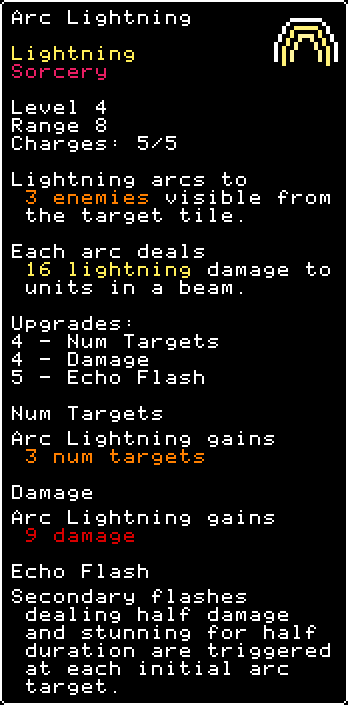 Arc Lightning
Lightning
Sorcery
Level 4
Range 8
Charges: 5/5
Lightning arcs to
3 enemies visible from
the target tile.
Each arc deals
16 lightning damage to
units in a beam.
Upgrades:
4 - Num Targets
4 - Damage
5 - Echo Flash
Num Targets
Arc Lightning gains
3 num targets
Damage
Arc Lightning gains
9 damage
Echo Flash
Secondary flashes
dealing half damage
and stunning for half
duration are triggered
at each initial arc
target.